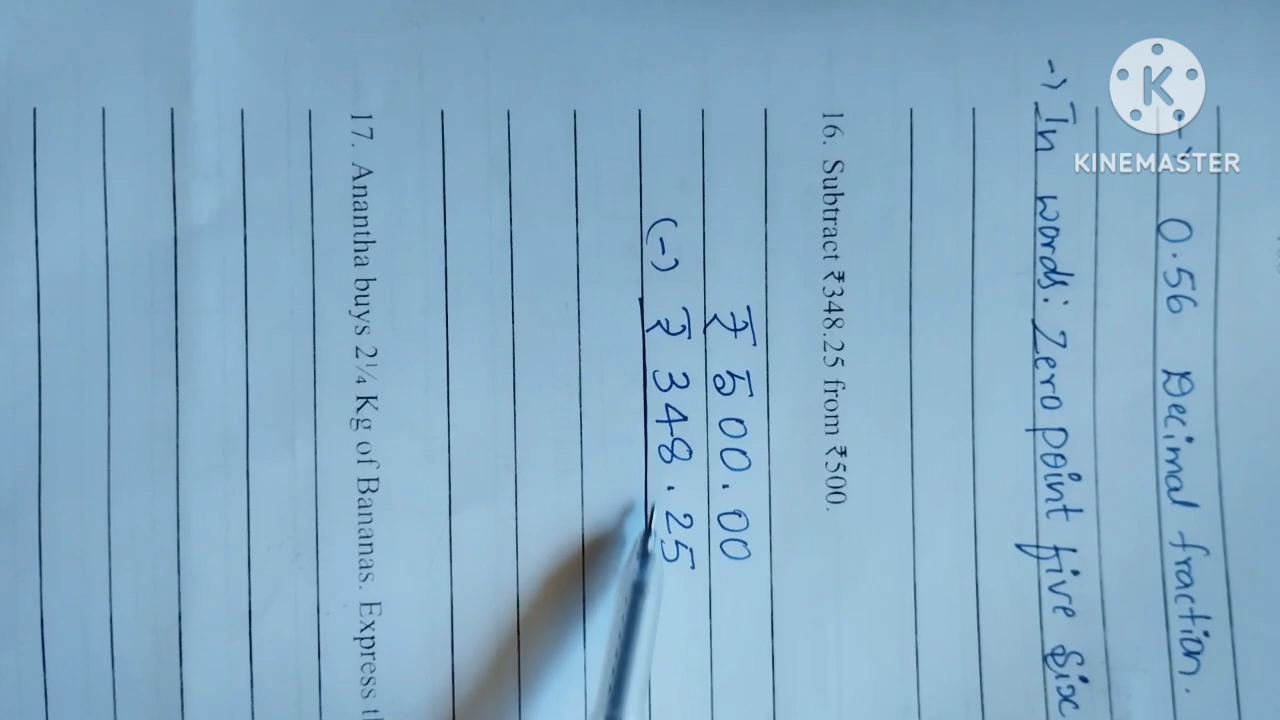 KINEMASTER
0.56 Decimal fraction.
-) In words: Zero point five six
16. Subtract ₹348.25 from ₹500.
₹ 500.00
(-) ₹ 348.25
17. Anantha buys 2¼ Kg of Bananas. Express